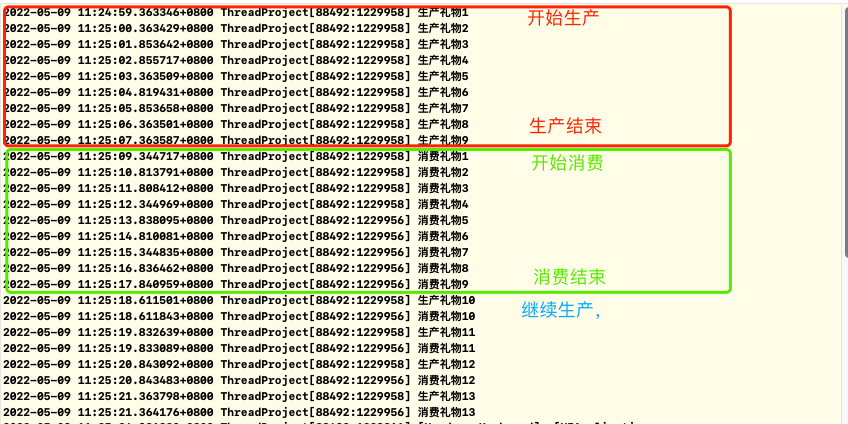 2022-05-09 11:24:59.363346+0800 ThreadProject[88492:1229958] 生产礼物1
开始生产
2022-05-09 11:25:00.363429+0800 ThreadProject[88492:1229958] 生产礼物2
2022-05-09 11:25:01.853642+0800 ThreadProject[88492:1229958] 生产礼物3
2022-05-09 11:25:02.855717+0800 ThreadProject[88492:1229958] 生产礼物4
2022-05-09 11:25:03.363509+0800 ThreadProject[88492:1229958] 生产礼物5
2022-05-09 11:25:04.819431+0800 ThreadProject[88492:1229958] 生产礼物6
2022-05-09 11:25:05.853658+0800 ThreadProject[88492:1229958] 生产礼物7
2022-05-09 11:25:06.363501+0800 ThreadProject[88492:1229958] 生产礼物8
生产结束
2022-05-09 11:25:07.363587+0800 ThreadProject[88492:1229958] 生产礼物9
2022-05-09 11:25:09.344717+0800 ThreadProject[88492:1229958] 消费礼物1
开始消费
2022-05-09 11:25:10.813791+0800 ThreadProject[88492:1229958] 消费礼物2
2022-05-09 11:25:11.808412+0800 ThreadProject[88492:1229958] 消费礼物3
2022-05-09 11:25:12.344969+0800 ThreadProject[88492:1229958] 消费礼物4
2022-05-09 11:25:13.838095+0800 ThreadProject[88492:1229956] 消费礼物5
2022-05-09 11:25:14.810081+0800 ThreadProject[88492:1229956] 消费礼物6
2022-05-09 11:25:15.344835+0800 ThreadProject[88492:1229956] 消费礼物7
2022-05-09 11:25:16.836462+0800 ThreadProject[88492:1229956] 消费礼物8
消费结束
2022-05-09 11:25:17.840959+0800 ThreadProject[88492:1229956] 消费礼物9
2022-05-09 11:25:18.611501+0800 ThreadProject[88492:1229958] 生产礼物10
继续生产，
2022-05-09 11:25:18.611843+0800 ThreadProject[88492:1229956] 消费礼物10
2022-05-09 11:25:19.832639+0800 ThreadProject[88492:1229958] 生产礼物11
2022-05-09 11:25:19.833089+0800 ThreadProject[88492:1229956] 消费礼物11
2022-05-09 11:25:20.843092+0800 ThreadProject[88492:1229958] 生产礼物12
2022-05-09 11:25:20.843483+0800 ThreadProject[88492:1229956] 消费礼物12
2022-05-09 11:25:21.363798+0800 ThreadProject[88492:1229958] 生产礼物13
2022-05-09 11:25:21.364176+0800 ThreadProject[88492:1229956] 消费礼物13